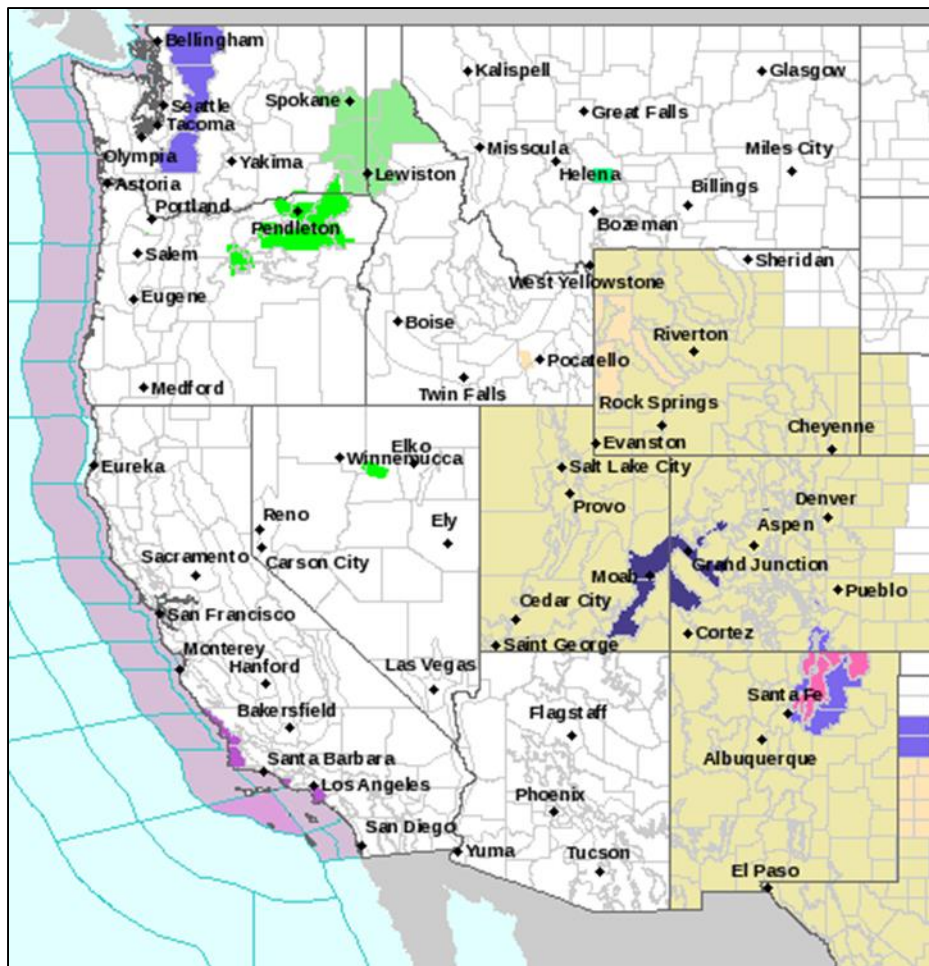 Bellingham
Kalispell
Glasgow
Spokane
Seattle
Great Falls
Tacoma
Olympia
Missoula
Yakima
Helena
Miles City
Lewiston
Astoria
Billings
Portland
Bozeman
Pendleton
Salem
Sheridan
West Yellowstone
Eugene
Boise
Riverton
Pocatello
Medford
Twin Falls
Rock Springs
Cheyenne
Evanston
Elko
Winnemucca
Eureka
Salt Lake City
Denver
Provo
Reno
Ely
Aspen
Sacramento
Carson City
Grand Junction
Moab
Pueblo
Cedar City
San Francisco
Cortez
Saint George
Monterey
Hanford
Las Vegas
Santa Fe
Bakersfield
Flagstaff
Albuquerque
Santa Barbara
Los Angeles
Phoenix
San Diego
Yuma
Tucson
El Paso